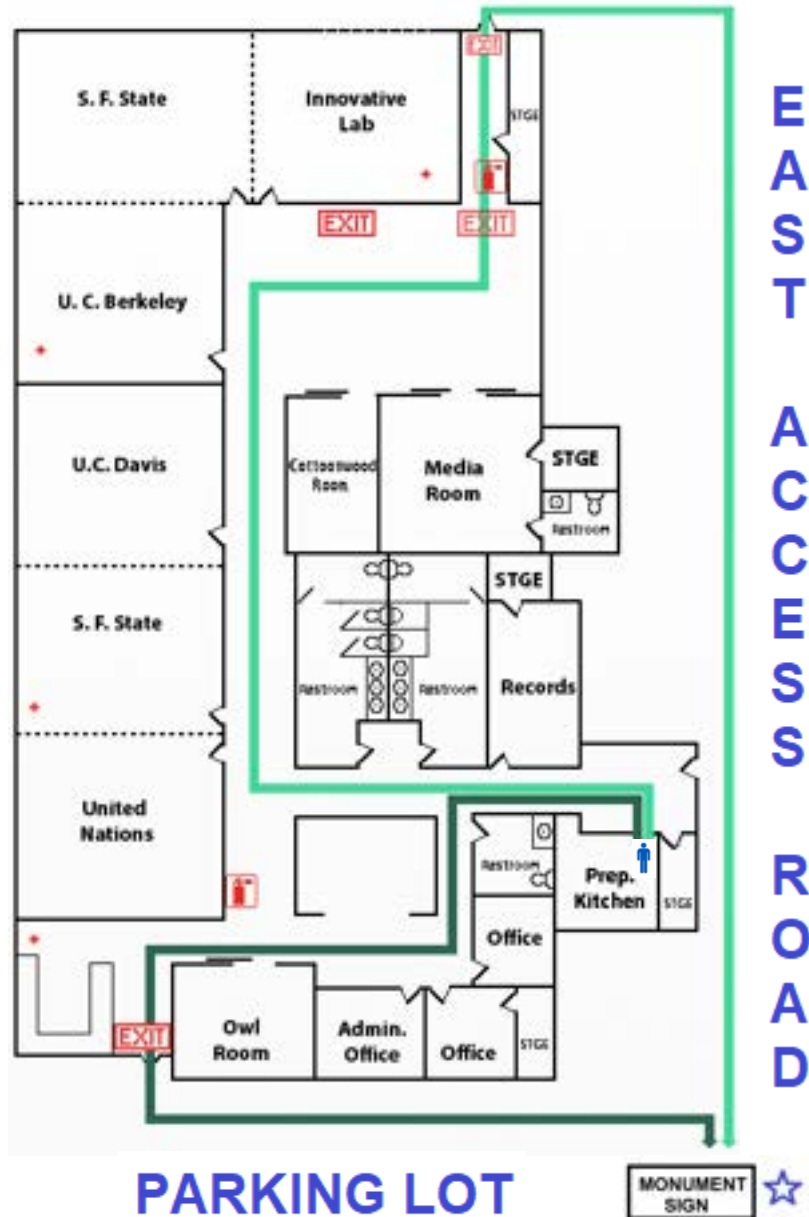 EXIT
S. F. State
Innovative
Lab
STGE
EXIT
EXIT
U. C. Berkeley
U.C. Davis
Cottonwood
Room
Media
Room
STGE
Restroom
STGE
S. F. State
Restroom
Restroom
Records
United
Nations
Restroom
Prep.
Kitchen
STGE
Office
EXIT
Owl
Room
Admin.
Office
Office
STGE
EAST ACCESS ROAD
PARKING LOT
MONUMENT
SIGN